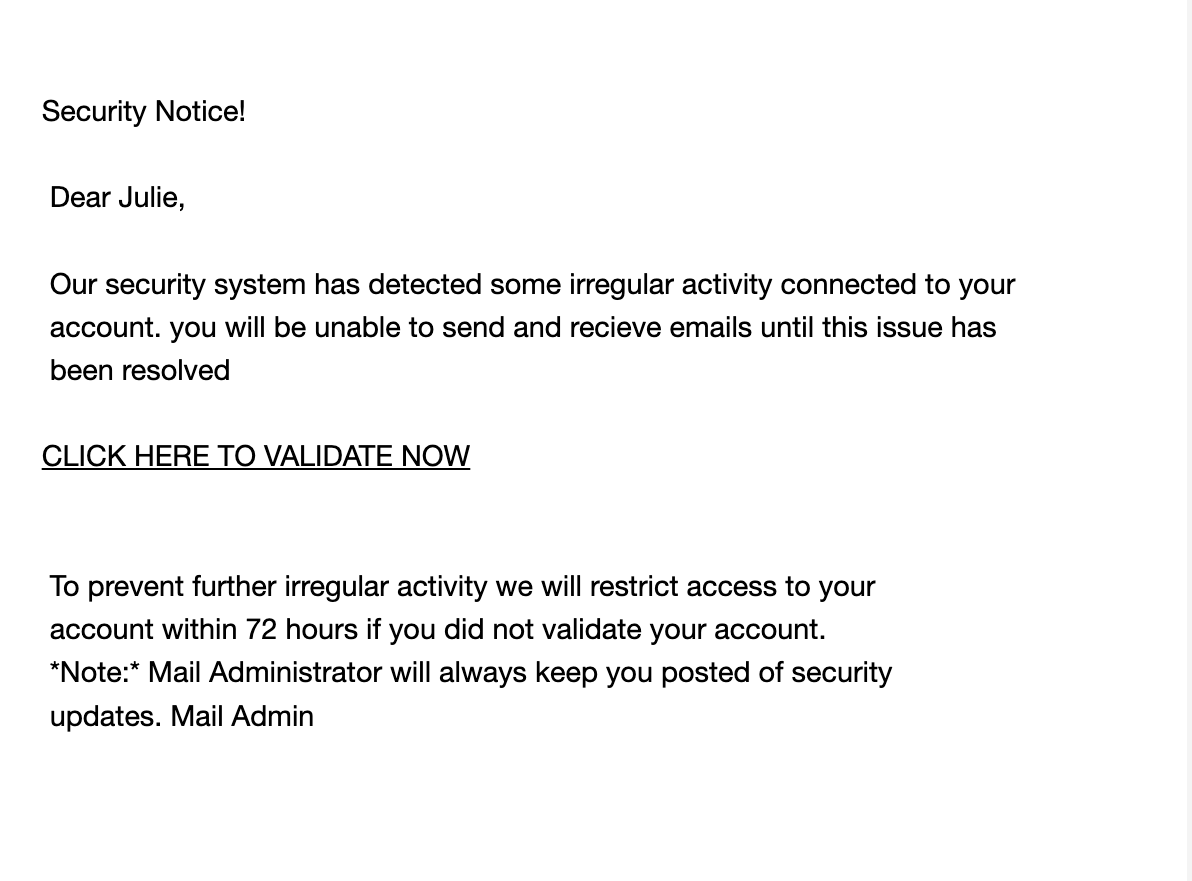 Security Notice!
Dear Julie,
Our security system has detected some irregular activity connected to your
account. you will be unable to send and recieve emails until this issue has
been resolved
CLICK HERE TO VALIDATE NOW
To prevent further irregular activity we will restrict access to your
account within 72 hours if you did not validate your account.
*Note:* Mail Administrator will always keep you posted of security
updates. Mail Admin